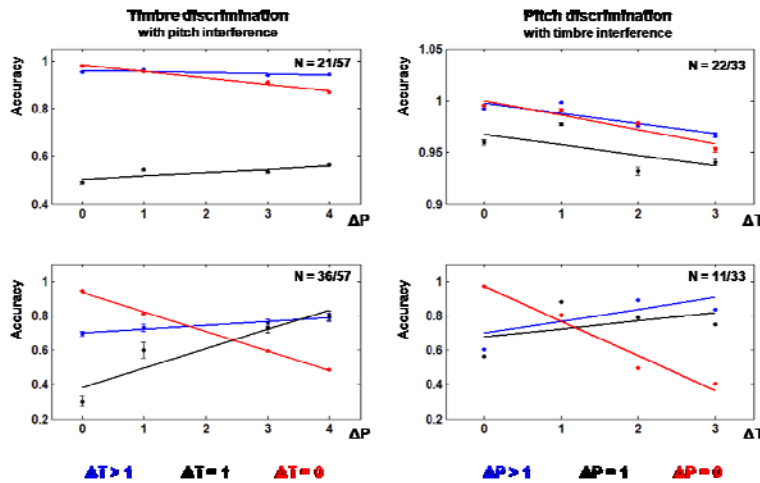 Timbre discrimination
with pitch interference
Pitch discrimination
with timbre interference
Accuracy
N = 21/57
1
0.8
0.6
0.4
0 1 2 3 4 ΔP
Accuracy
N = 22/33
1.05
1
0.95
0.9
0 1 2 3 ΔT
Accuracy
N = 36/57
1
0.8
0.6
0.4
0.2
0 1 2 3 4 ΔP
Accuracy
N = 11/33
1
0.8
0.6
0.4
0.2
0 1 2 3 ΔT
ΔT > 1 ΔT = 1 ΔT = 0
ΔP > 1 ΔP = 1 ΔP = 0